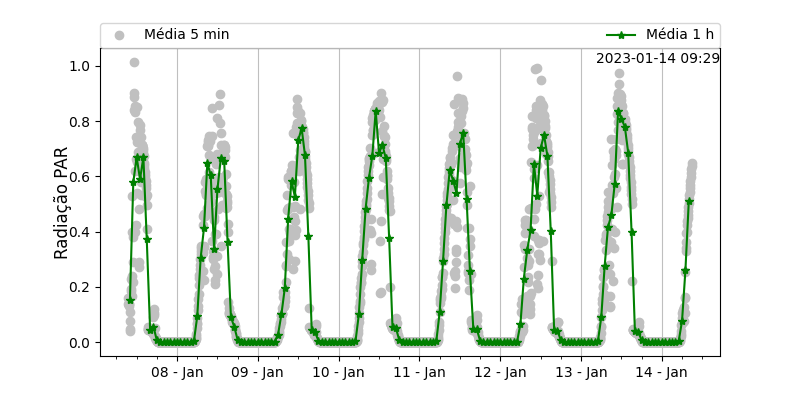 Média 5 min
Média 1 h
2023-01-14 09:29
Radiação PAR
1.0
0.8
0.6
0.4
0.2
0.0
08 - Jan
09 - Jan
10 - Jan
11 - Jan
12 - Jan
13 - Jan
14 - Jan